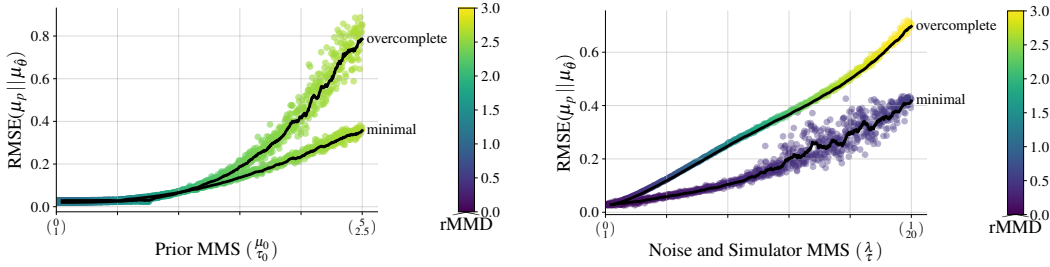 0.8
0.6
0.4
0.2
0.0
RMSE(μ_p || μ_θ̂)
overcomplete
minimal
(0 1)
(5 2.5)
Prior MMS (μ_0 τ_0)
3.0
2.5
2.0
1.5
1.0
0.5
0.0
rMMD
0.6
0.4
0.2
0.0
RMSE(μ_p || μ_θ̂)
overcomplete
minimal
(0 1)
(1 20)
Noise and Simulator MMS (λ τ)
3.0
2.5
2.0
1.5
1.0
0.5
0.0
rMMD